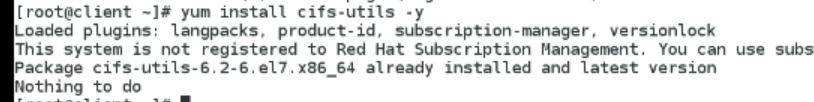 [root@client ~]# yum install cifs-utils -y
Loaded plugins: langpacks, product-id, subscription-manager, versionlock
This system is not registered to Red Hat Subscription Management. You can use subs
Package cifs-utils-6.2-6.el7.x86_64 already installed and latest version
Nothing to do